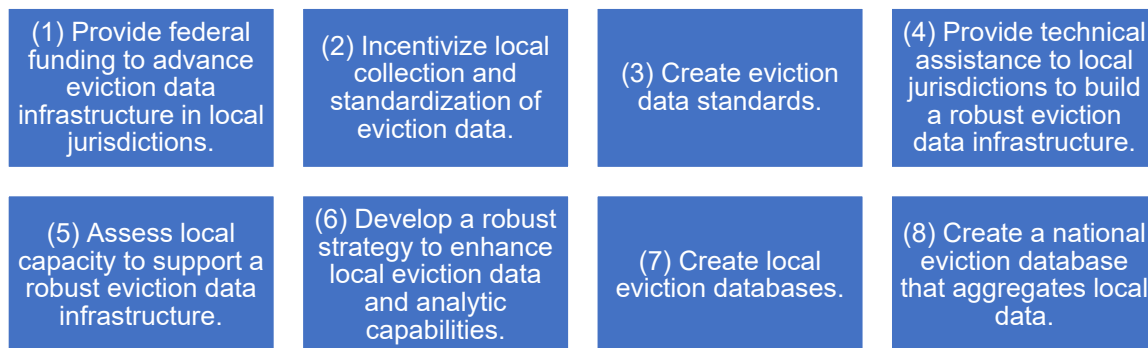 (1) Provide
federal
funding to advance
eviction data
infrastructure in local
jurisdictions.
(2) Incentivize local
collection and
standardization of
eviction data.
(3) Create eviction
data standards.
(4) Provide technical
assistance to local
jurisdictions to build
a robust eviction
data infrastructure.
(5) Assess local
capacity to support a
robust eviction data
infrastructure.
(6) Develop a robust
strategy to enhance
local eviction data
and analytic
capabilities.
(7) Create local
eviction databases.
(8) Create a national
eviction database
that aggregates local
data.